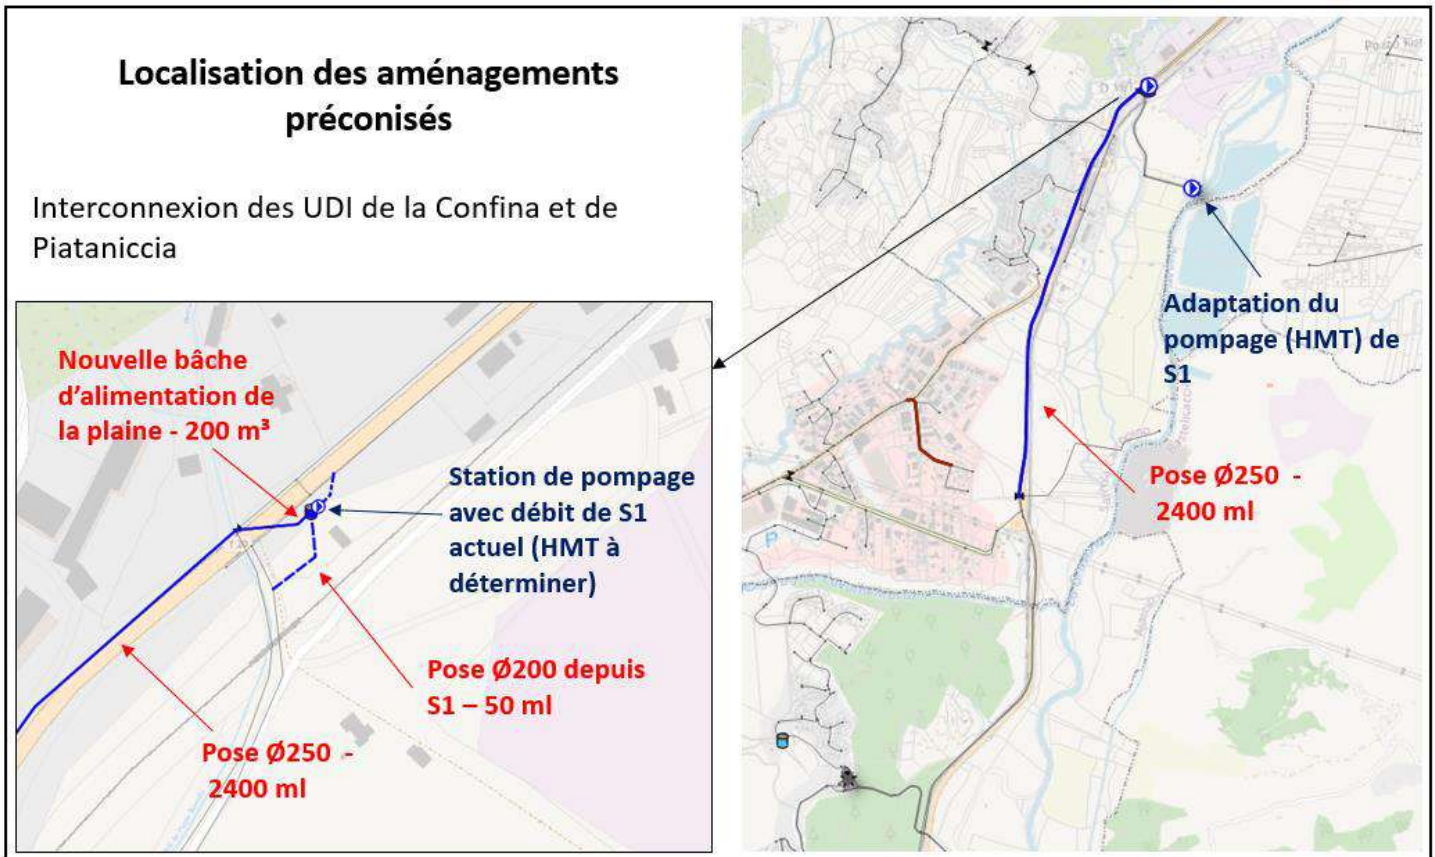 Localisation des aménagements
préconisés
Interconnexion des UDI de la Confina et de
Piataniccia
Nouvelle bâche
d'alimentation de
la plaine - 200 m³
Station de pompage
avec débit de S1
actuel (HMT à
déterminer)
Pose Ø200 depuis
S1 – 50 ml
Pose Ø250 -
2400 ml
Adaptation du
pompage (HMT) de
S1
Pose Ø250 -
2400 ml
P